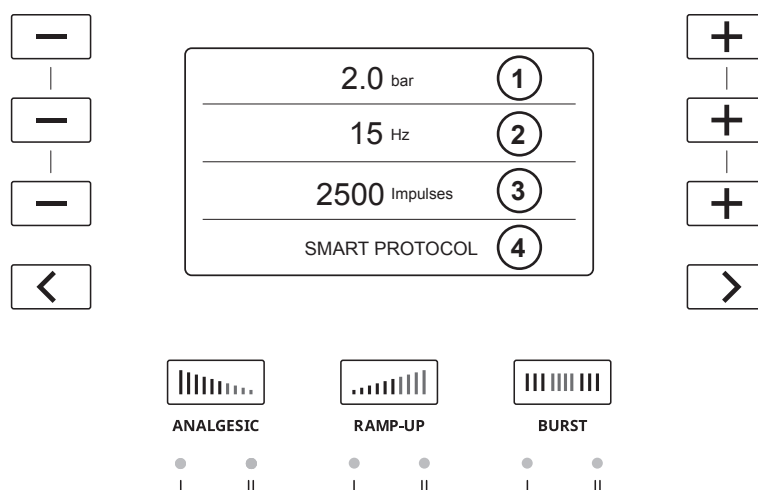 2.0 bar 1
15 Hz 2
2500 Impulses 3
SMART PROTOCOL 4
ANALGESIC RAMP-UP BURST
I II I II I II